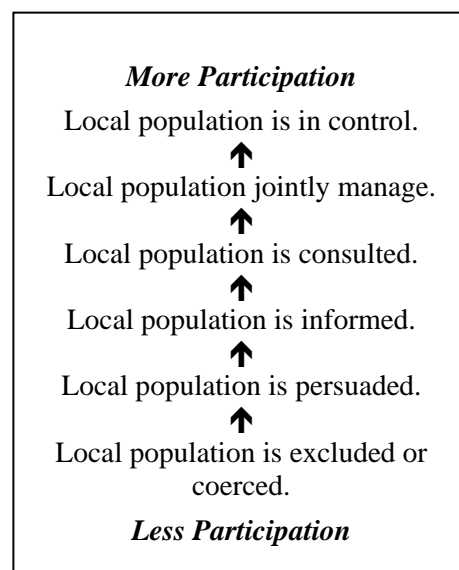 More Participation
Local population is in control.
↑
Local population jointly manage.
↑
Local population is consulted.
↑
Local population is informed.
↑
Local population is persuaded.
↑
Local population is excluded or
coerced.
Less Participation